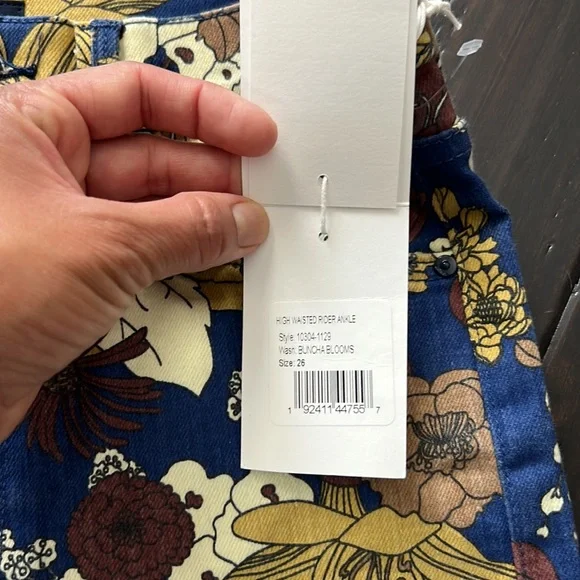 HIGH WAISTED RIDER ANKLE
Style: 10304-1129
Wash: BUNCHA BLOOMS
Size: 26
1 92411 44755 7